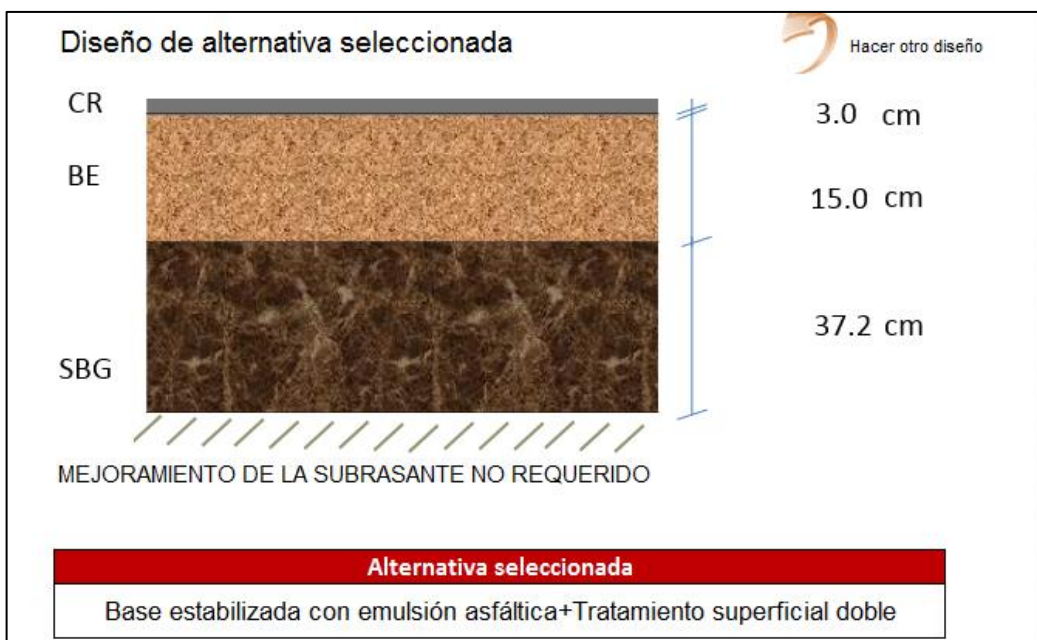 Diseño de alternativa seleccionada
Hacer otro diseño
CR
3.0 cm
BE
15.0 cm
37.2 cm
SBG
MEJORAMIENTO DE LA SUBRASANTE NO REQUERIDO
Alternativa seleccionada
Base estabilizada con emulsión asfáltica+Tratamiento superficial doble